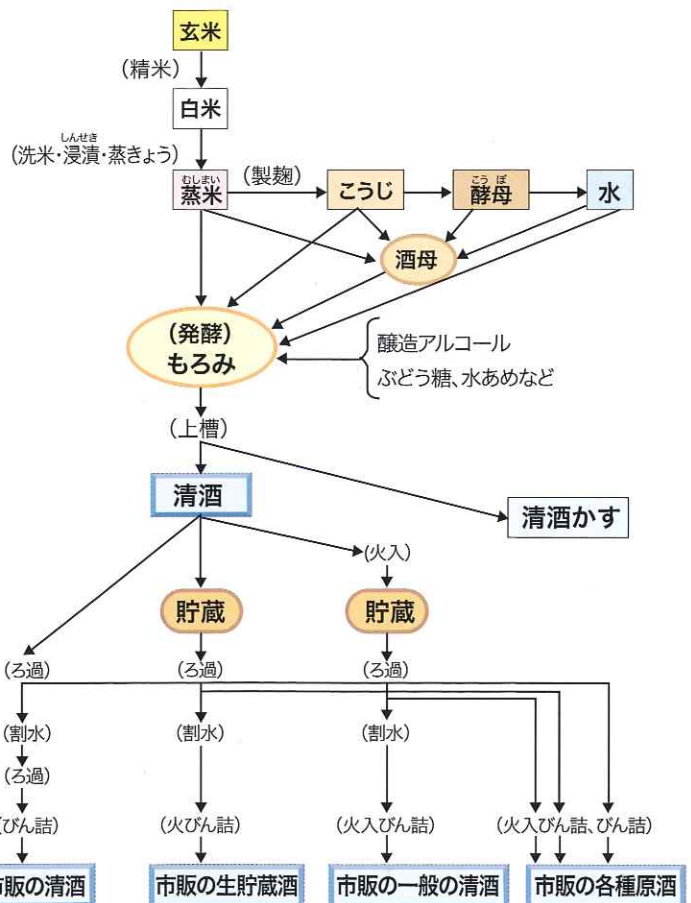 玄米
(精米)
白米
しんせき
(洗米・浸漬・蒸きょう)
むしまい
蒸米
(製麹)
こうじ
こうぼ
酵母
水
酒母
(発酵)
もろみ
醸造アルコール
ぶどう糖、水あめなど
(上槽)
清酒
清酒かす
(火入)
貯蔵
貯蔵
(ろ過)
(ろ過)
(ろ過)
(割水)
(割水)
(割水)
(ろ過)
(びん詰)
(火びん詰)
(火入びん詰)
(火入びん詰、びん詰)
市販の清酒
市販の生貯蔵酒
市販の一般の清酒
市販の各種原酒